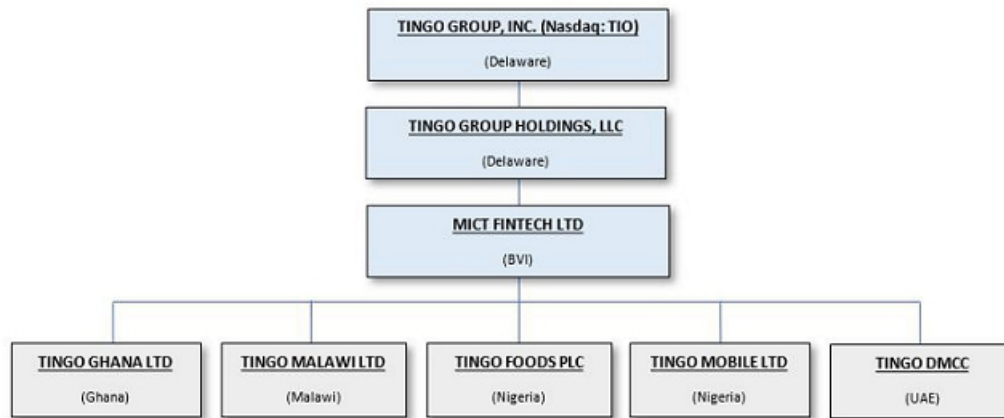 TINGO GROUP, INC. (Nasdaq: TIO)
(Delaware)
TINGO GROUP HOLDINGS, LLC
(Delaware)
MICT FINTECH LTD
(BVI)
TINGO GHANA LTD
(Ghana)
TINGO MALAWI LTD
(Malawi)
TINGO FOODS PLC
(Nigeria)
TINGO MOBILE LTD
(Nigeria)
TINGO DMCC
(UAE)